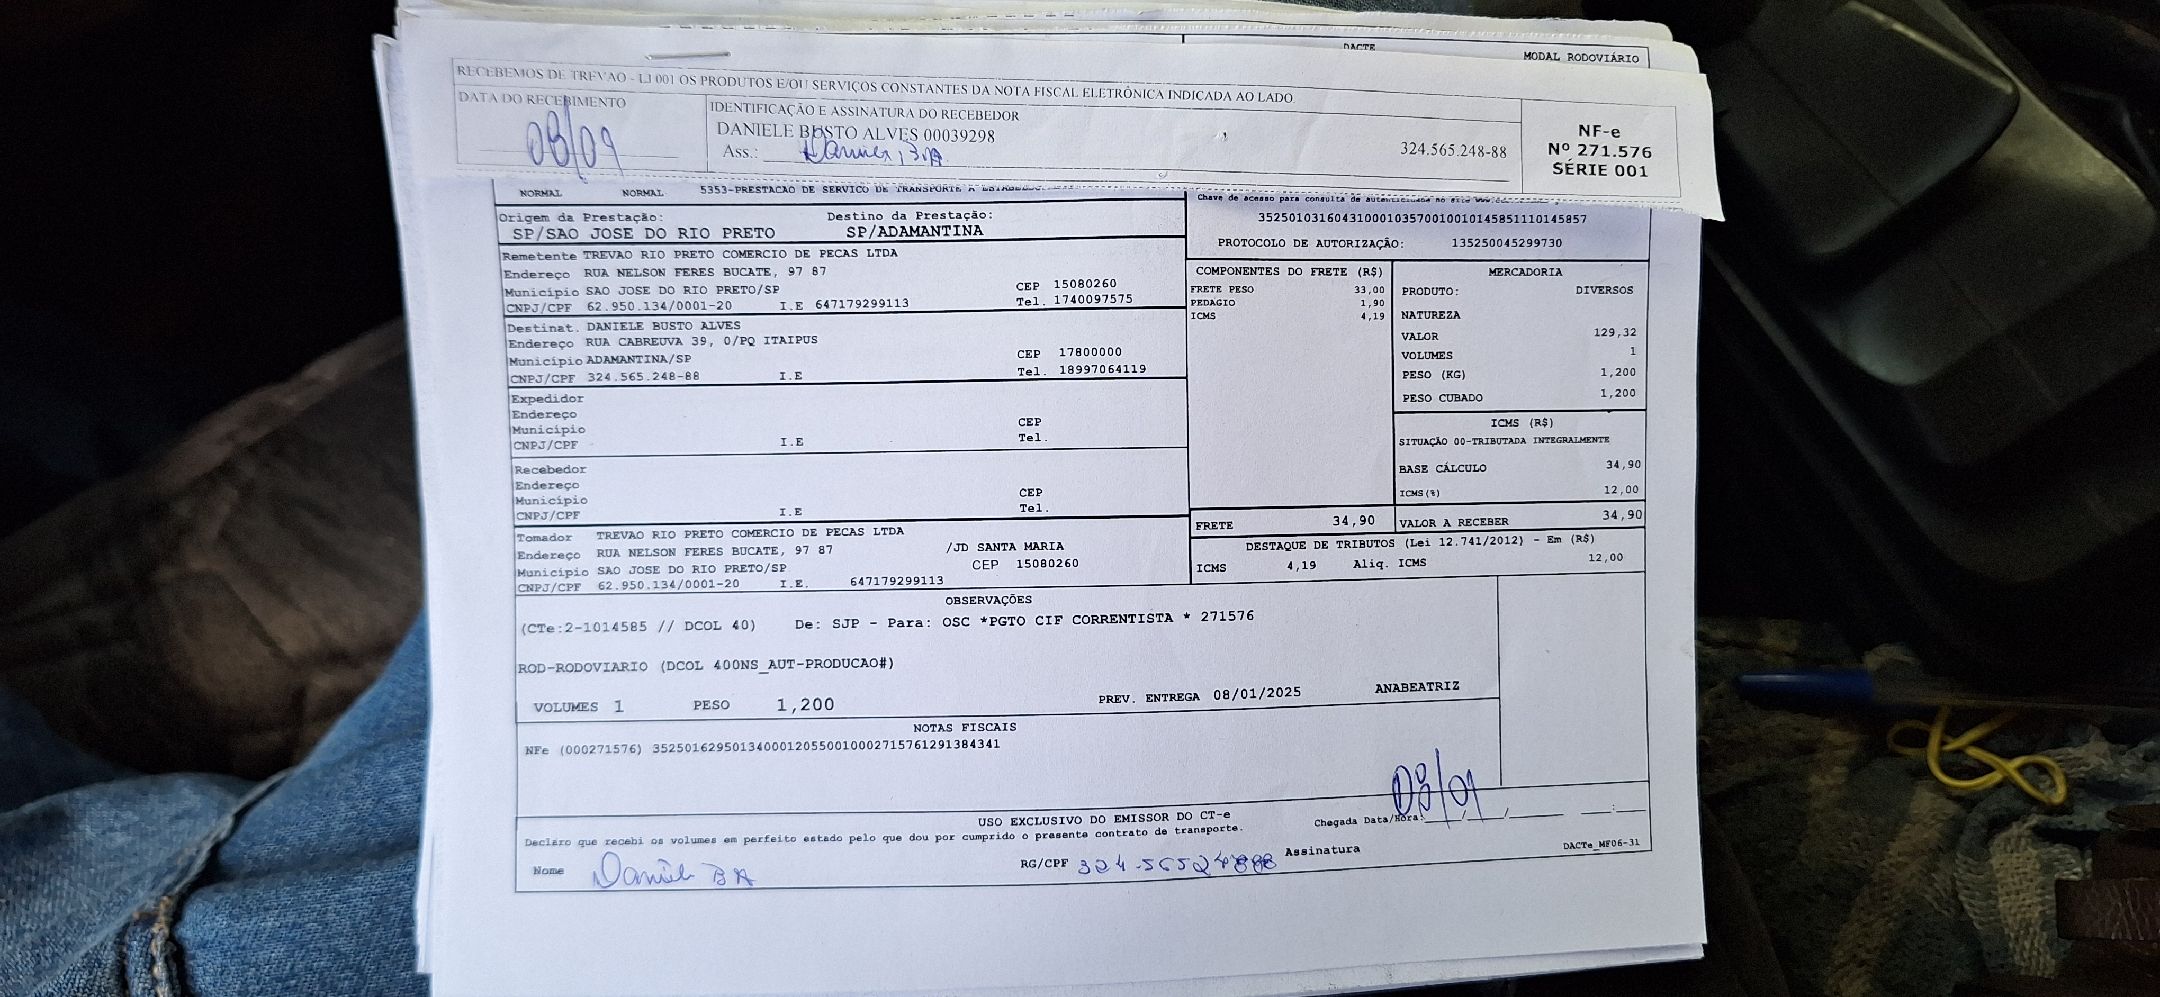 DACTE
MODAL RODOVIÁRIO
RECEBEMOS DE TREVAO - LJ 001 OS PRODUTOS E/OU SERVIÇOS CONSTANTES DA NOTA FISCAL ELETRÔNICA INDICADA AO LADO
DATA DO RECEBIMENTO
IDENTIFICAÇÃO E ASSINATURA DO RECEBEDOR
DANIELE BUSTO ALVES 00039298
324.565.248-88
Ass.:
NF-e
Nº 271.576
SÉRIE 001
NORMAL NORMAL 5353-PRESTACAO DE SERVICO DE TRANSPORTE A
Chave de acesso para consulta de autenticidade no site
35250103160431000103570010010145851110145857
PROTOCOLO DE AUTORIZAÇÃO: 135250045299730
Origem da Prestação: Destino da Prestação:
SP/SAO JOSE DO RIO PRETO SP/ADAMANTINA
Remetente TREVAO RIO PRETO COMERCIO DE PECAS LTDA
Endereço RUA NELSON FERES BUCATE, 97 87
Município SAO JOSE DO RIO PRETO/SP CEP 15080260
CNPJ/CPF 62.950.134/0001-20 I.E 647179299113 Tel. 1740097575
Destinat. DANIELE BUSTO ALVES
Endereço RUA CABREUVA 39, 0/PQ ITAIPUS
Município ADAMANTINA/SP CEP 17800000
CNPJ/CPF 324.565.248-88 I.E Tel. 18997064119
Expedidor
Endereço
Município CEP
CNPJ/CPF I.E Tel.
Recebedor
Endereço
Município CEP
CNPJ/CPF I.E Tel.
Tomador TREVAO RIO PRETO COMERCIO DE PECAS LTDA
Endereço RUA NELSON FERES BUCATE, 97 87 /JD SANTA MARIA
Município SAO JOSE DO RIO PRETO/SP CEP 15080260
CNPJ/CPF 62.950.134/0001-20 I.E. 647179299113
COMPONENTES DO FRETE (R$)
FRETE PESO 33,00
PEDAGIO 1,90
ICMS 4,19
FRETE 34,90
MERCADORIA
PRODUTO: DIVERSOS
NATUREZA
VALOR 129,32
VOLUMES 1
PESO (KG) 1,200
PESO CUBADO 1,200
ICMS (R$)
SITUAÇÃO 00-TRIBUTADA INTEGRALMENTE
BASE CÁLCULO 34,90
ICMS(%) 12,00
VALOR A RECEBER 34,90
DESTAQUE DE TRIBUTOS (Lei 12.741/2012) - Em (R$)
ICMS 4,19 Aliq. ICMS 12,00
OBSERVAÇÕES
(CTe:2-1014585 // DCOL 40) De: SJP - Para: OSC *PGTO CIF CORRENTISTA * 271576
ROD-RODOVIARIO (DCOL 400NS_AUT-PRODUCAO#)
VOLUMES 1 PESO 1,200 PREV. ENTREGA 08/01/2025 ANABEATRIZ
NOTAS FISCAIS
NFe (000271576) 35250162950134000120550010002715761291384341
08/01
USO EXCLUSIVO DO EMISSOR DO CT-e
Declaro que recebi os volumes em perfeito estado pelo que dou por cumprido o presente contrato de transporte.
Chegada Data/Hora: / / :
Nome RG/CPF Assinatura
DACTe_MF06-31